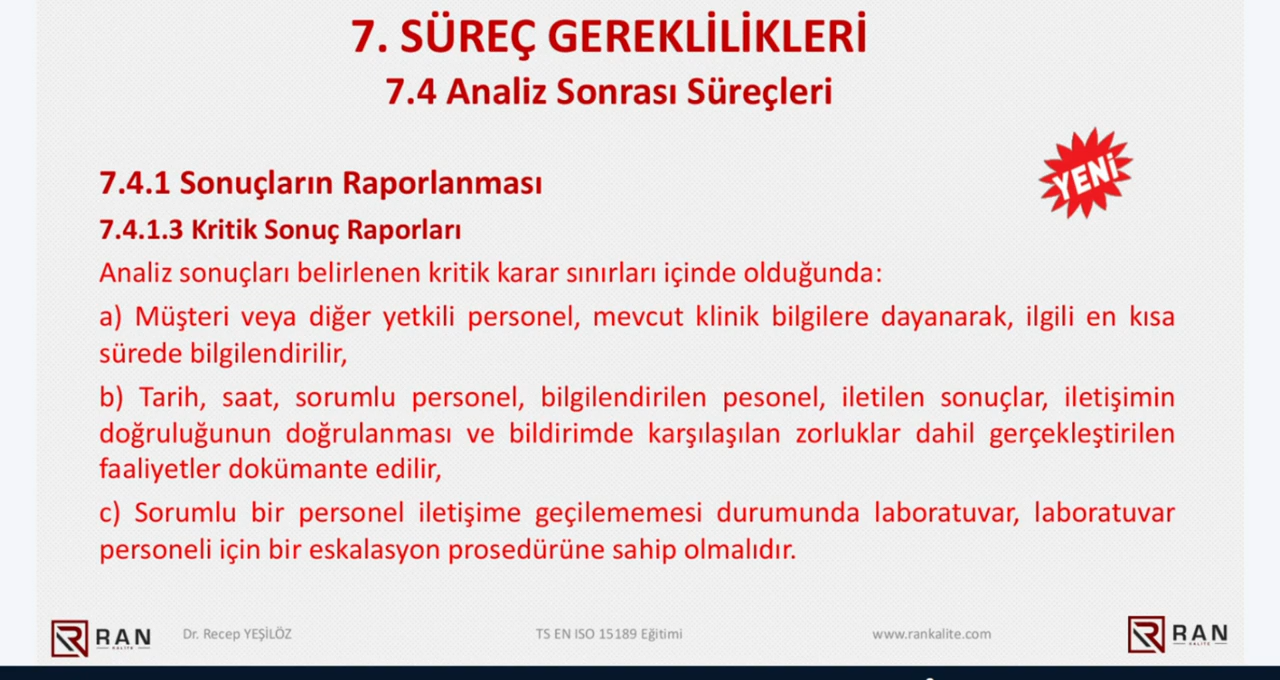 7. SÜREÇ GEREKLİLİKLERİ
7.4 Analiz Sonrası Süreçleri
YENİ
7.4.1 Sonuçların Raporlanması
7.4.1.3 Kritik Sonuç Raporları
Analiz sonuçları belirlenen kritik karar sınırları içinde olduğunda:
a) Müşteri veya diğer yetkili personel, mevcut klinik bilgilere dayanarak, ilgili en kısa
sürede bilgilendirilir,
b) Tarih, saat, sorumlu personel, bilgilendirilen pesonel, iletilen sonuçlar, iletişimin
doğruluğunun doğrulanması ve bildirimde karşılaşılan zorluklar dahil gerçekleştirilen
faaliyetler dokümante edilir,
c) Sorumlu bir personel iletişime geçilememesi durumunda laboratuvar, laboratuvar
personeli için bir eskalasyon prosedürüne sahip olmalıdır.
RAN
KALİTE
Dr. Recep YEŞİLÖZ
TS EN ISO 15189 Eğitimi
www.rankalite.com
RAN
KALİTE